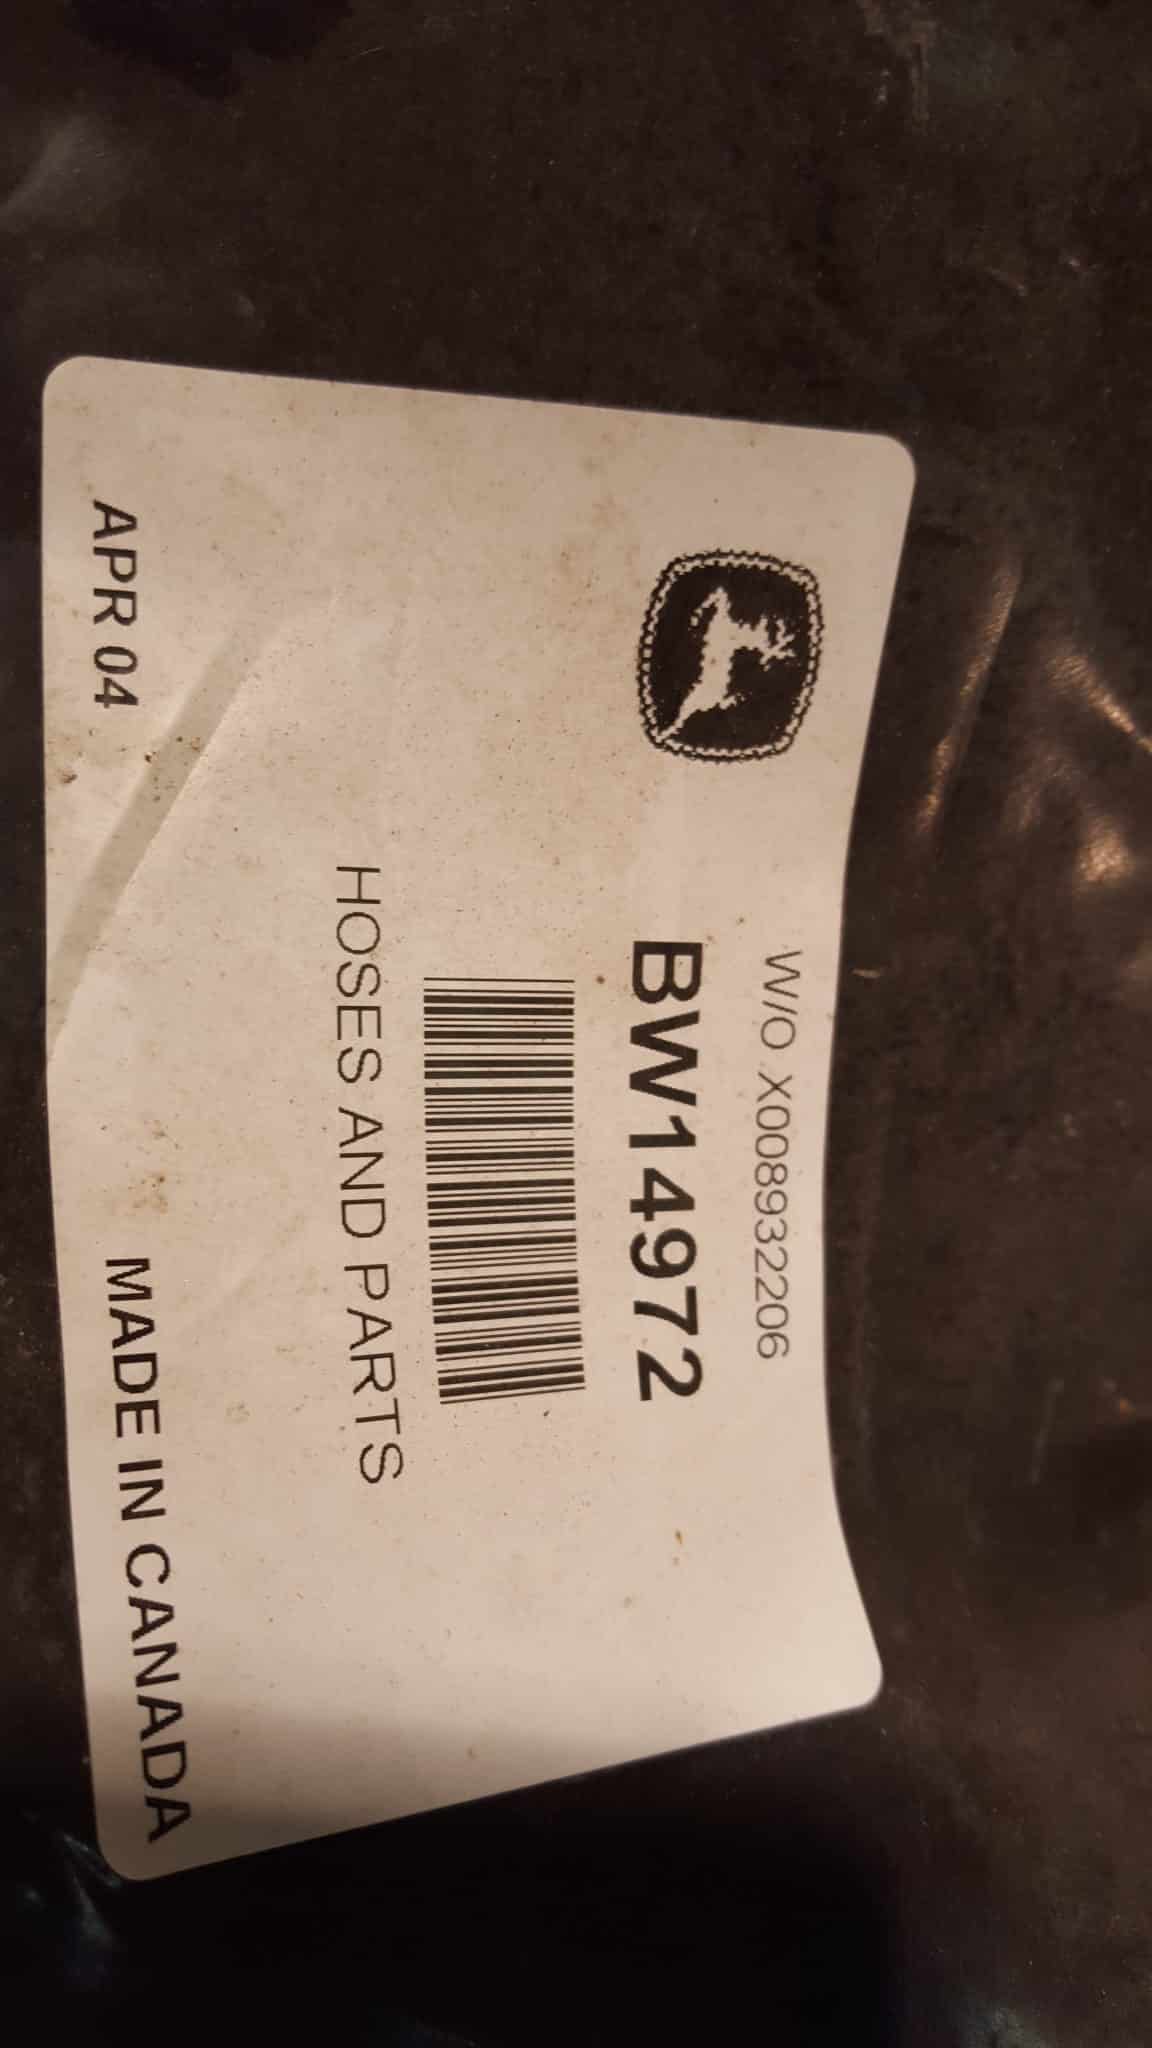 W/O X008932206
BW14972
HOSES AND PARTS
APR 04
MADE IN CANADA